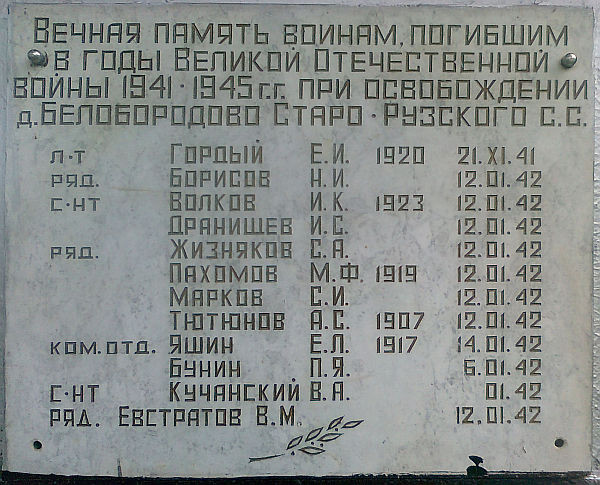 Вечная память воинам, погибшим
в годы Великой Отечественной
войны 1941 · 1945 г.г. при освобождении
д. Белобородово Старо · Рузского с.с.
л·т Гордый Е.И. 1920 21.XI.41
ряд. Борисов Н.И. 12.01.42
с·нт Волков И.К. 1923 12.01.42
Дранищев И.С. 12.01.42
ряд. Жизняков С.А. 12.01.42
Пахомов М.Ф. 1919 12.01.42
Марков С.И. 12.01.42
Тютюнов А.С. 1907 12.01.42
ком.отд. Яшин Е.Л. 1917 14.01.42
Бунин П.Я. 6.01.42
с·нт Кучанский В.А. 01.42
ряд. Евстратов В.М. 12.01.42